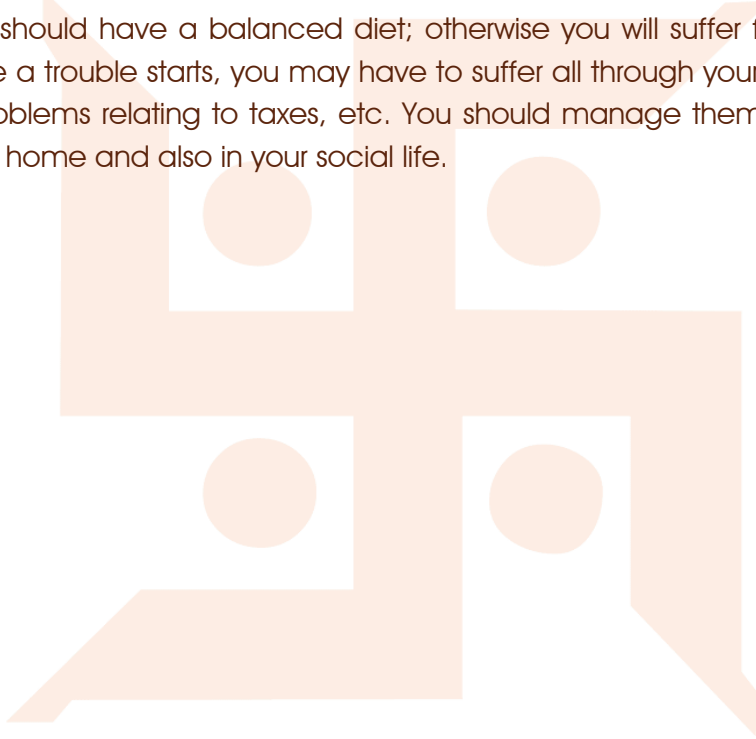 should have a balanced diet; otherwise you will suffer
a trouble starts, you may have to suffer all through your
relating to taxes, etc. You should manage them
home and also in your social life.